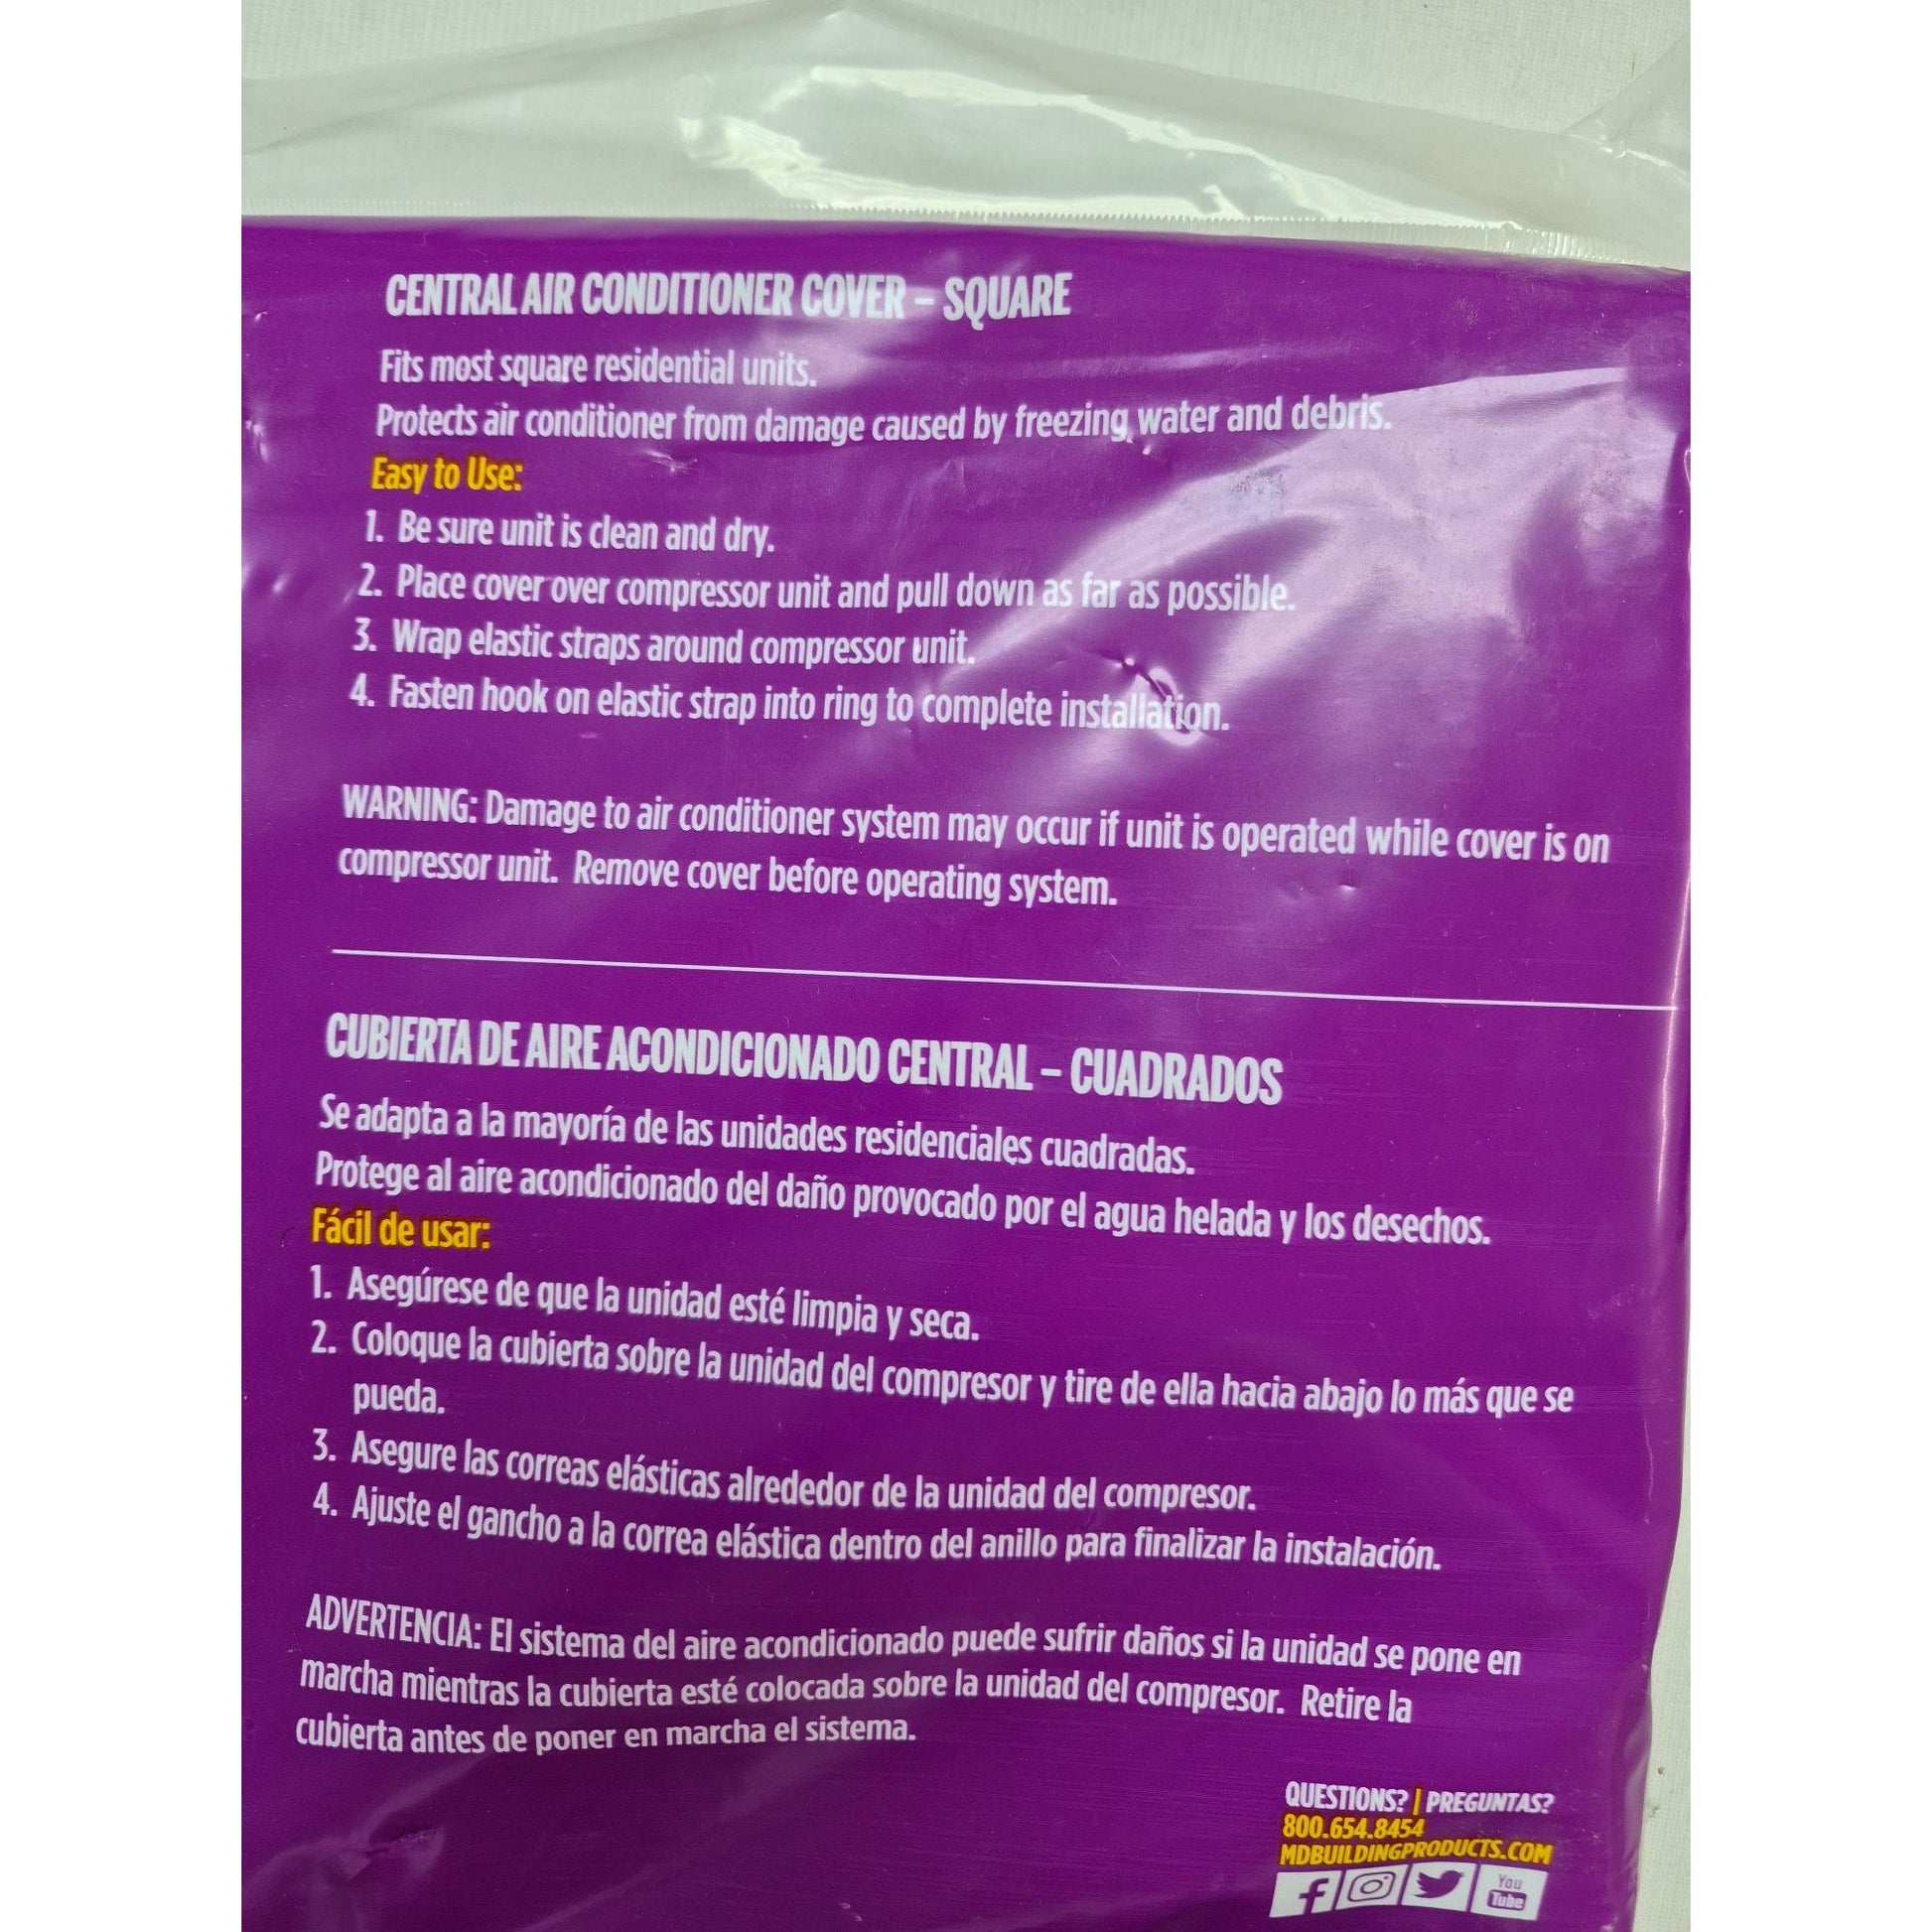 CENTRAL AIR CONDITIONER COVER – SQUARE
Fits most square residential units.
Protects air conditioner from damage caused by freezing water and debris.
Easy to Use:
1. Be sure unit is clean and dry.
2. Place cover over compressor unit and pull down as far as possible.
3. Wrap elastic straps around compressor unit.
4. Fasten hook on elastic strap into ring to complete installation.
WARNING: Damage to air conditioner system may occur if unit is operated while cover is on
compressor unit. Remove cover before operating system.
CUBIERTA DE AIRE ACONDICIONADO CENTRAL – CUADRADOS
Se adapta a la mayoría de las unidades residenciales cuadradas.
Protege al aire acondicionado del daño provocado por el agua helada y los desechos.
Fácil de usar:
1. Asegúrese de que la unidad esté limpia y seca.
2. Coloque la cubierta sobre la unidad del compresor y tire de ella hacia abajo lo más que se
pueda.
3. Asegure las correas elásticas alrededor de la unidad del compresor.
4. Ajuste el gancho a la correa elástica dentro del anillo para finalizar la instalación.
ADVERTENCIA: El sistema del aire acondicionado puede sufrir daños si la unidad se pone en
marcha mientras la cubierta esté colocada sobre la unidad del compresor. Retire la
cubierta antes de poner en marcha el sistema.
QUESTIONS? | PREGUNTAS?
800.654.8454
MDBUILDINGPRODUCTS.COM
You
Tube